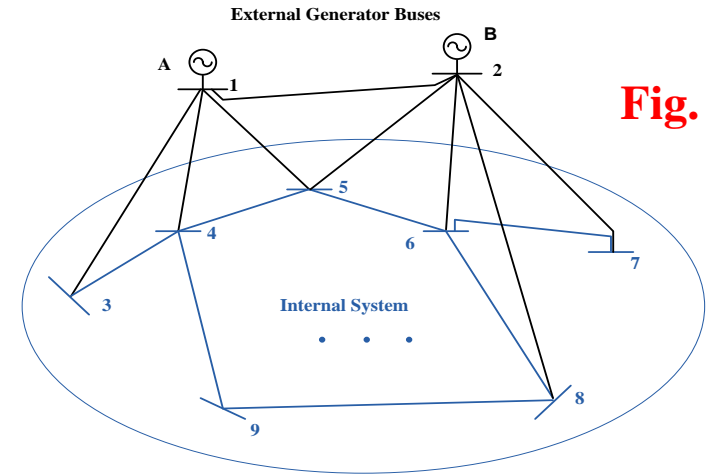 External Generator Buses
A
B
1
2
Fig.
5
4
6
7
3
Internal System
8
9